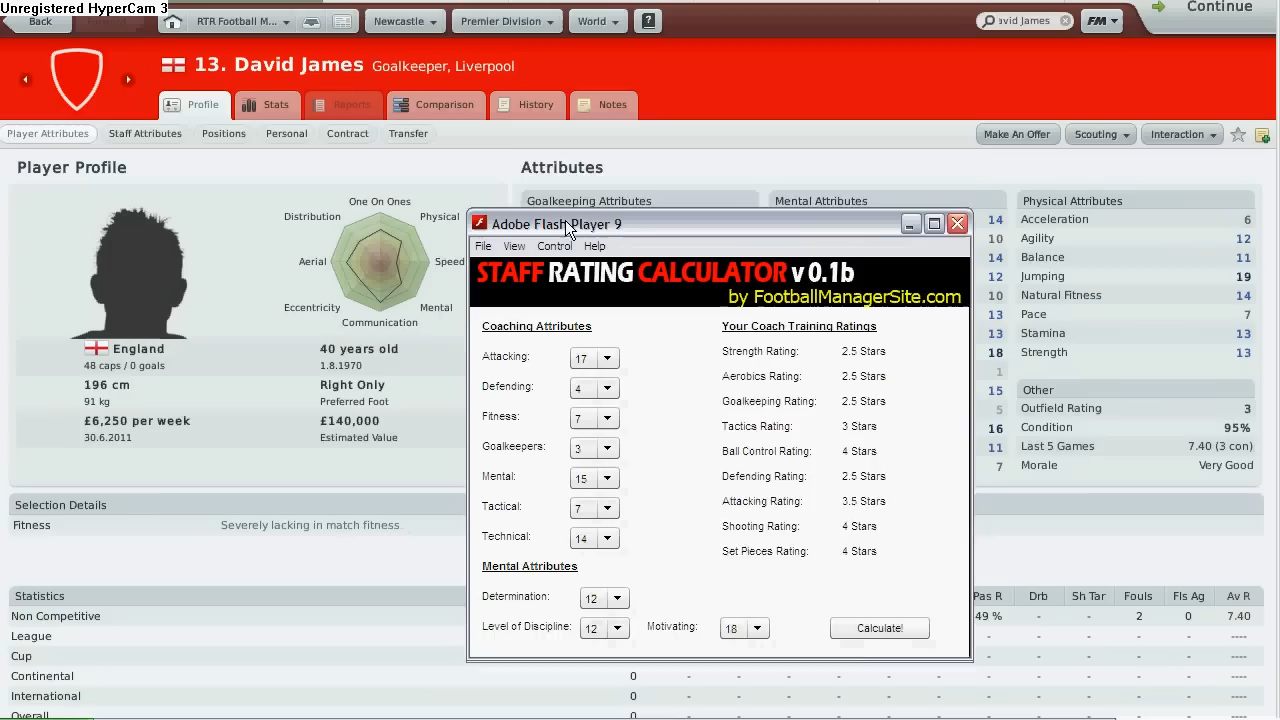 Unregistered HyperCam 3
Back
RTR Football M...
Newcastle
Premier Division
World
?
vid James
FM
Continue
13. David James Goalkeeper, Liverpool
Profile
Stats
Reports
Comparison
History
Notes
Player Attributes
Staff Attributes
Positions
Personal
Contract
Transfer
Make An Offer
Scouting
Interaction
Player Profile
Attributes
One On Ones
Distribution
Physical
Aerial
Speed
Eccentricity
Mental
Communication
England
48 caps / 0 goals
40 years old
1.8.1970
196 cm
91 kg
Right Only
Preferred Foot
£6,250 per week
30.6.2011
£140,000
Estimated Value
Goalkeeping Attributes
Mental Attributes
14
10
14
12
10
13
13
18
1
15
5
16
11
7
Physical Attributes
Acceleration 6
Agility 12
Balance 11
Jumping 19
Natural Fitness 14
Pace 7
Stamina 13
Strength 13
Other
Outfield Rating 3
Condition 95%
Last 5 Games 7.40 (3 con)
Morale Very Good
Adobe Flash Player 9
File View Control Help
STAFF RATING CALCULATOR v 0.1b
by FootballManagerSite.com
Coaching Attributes
Attacking: 17
Defending: 4
Fitness: 7
Goalkeepers: 3
Mental: 15
Tactical: 7
Technical: 14
Mental Attributes
Determination: 12
Level of Discipline: 12
Motivating: 18
Calculate!
Your Coach Training Ratings
Strength Rating: 2.5 Stars
Aerobics Rating: 2.5 Stars
Goalkeeping Rating: 2.5 Stars
Tactics Rating: 3 Stars
Ball Control Rating: 4 Stars
Defending Rating: 2.5 Stars
Attacking Rating: 3.5 Stars
Shooting Rating: 4 Stars
Set Pieces Rating: 4 Stars
Selection Details
Fitness Severely lacking in match fitness
Statistics Pas R Drb Sh Tar Fouls Fls Ag Av R
Non Competitive 49 % - - 2 0 7.40
League - - - - - ----
Cup - - - - - ----
Continental 0 - - - - - - - - - ----
International 0 - - - - - - - - - ----
Overall 0 - - - - - - - - - ----